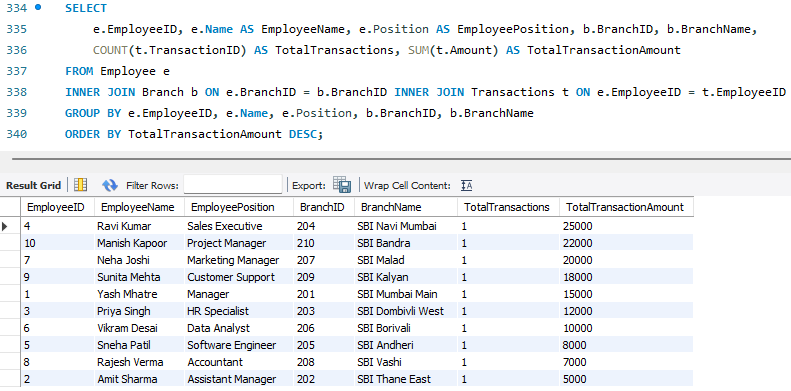 334 SELECT
335 e.EmployeeID, e.Name AS EmployeeName, e.Position AS EmployeePosition, b.BranchID, b.BranchName,
336 COUNT(t.TransactionID) AS TotalTransactions, SUM(t.Amount) AS TotalTransactionAmount
337 FROM Employee e
338 INNER JOIN Branch b ON e.BranchID = b.BranchID INNER JOIN Transactions t ON e.EmployeeID = t.EmployeeID
339 GROUP BY e.EmployeeID, e.Name, e.Position, b.BranchID, b.BranchName
340 ORDER BY TotalTransactionAmount DESC;
Result Grid Filter Rows: Export: Wrap Cell Content:
EmployeeID EmployeeName EmployeePosition BranchID BranchName TotalTransactions TotalTransactionAmount
4 Ravi Kumar Sales Executive 204 SBI Navi Mumbai 1 25000
10 Manish Kapoor Project Manager 210 SBI Bandra 1 22000
7 Neha Joshi Marketing Manager 207 SBI Malad 1 20000
9 Sunita Mehta Customer Support 209 SBI Kalyan 1 18000
1 Yash Mhatre Manager 201 SBI Mumbai Main 1 15000
3 Priya Singh HR Specialist 203 SBI Dombivli West 1 12000
6 Vikram Desai Data Analyst 206 SBI Borivali 1 10000
5 Sneha Patil Software Engineer 205 SBI Andheri 1 8000
8 Rajesh Verma Accountant 208 SBI Vashi 1 7000
2 Amit Sharma Assistant Manager 202 SBI Thane East 1 5000